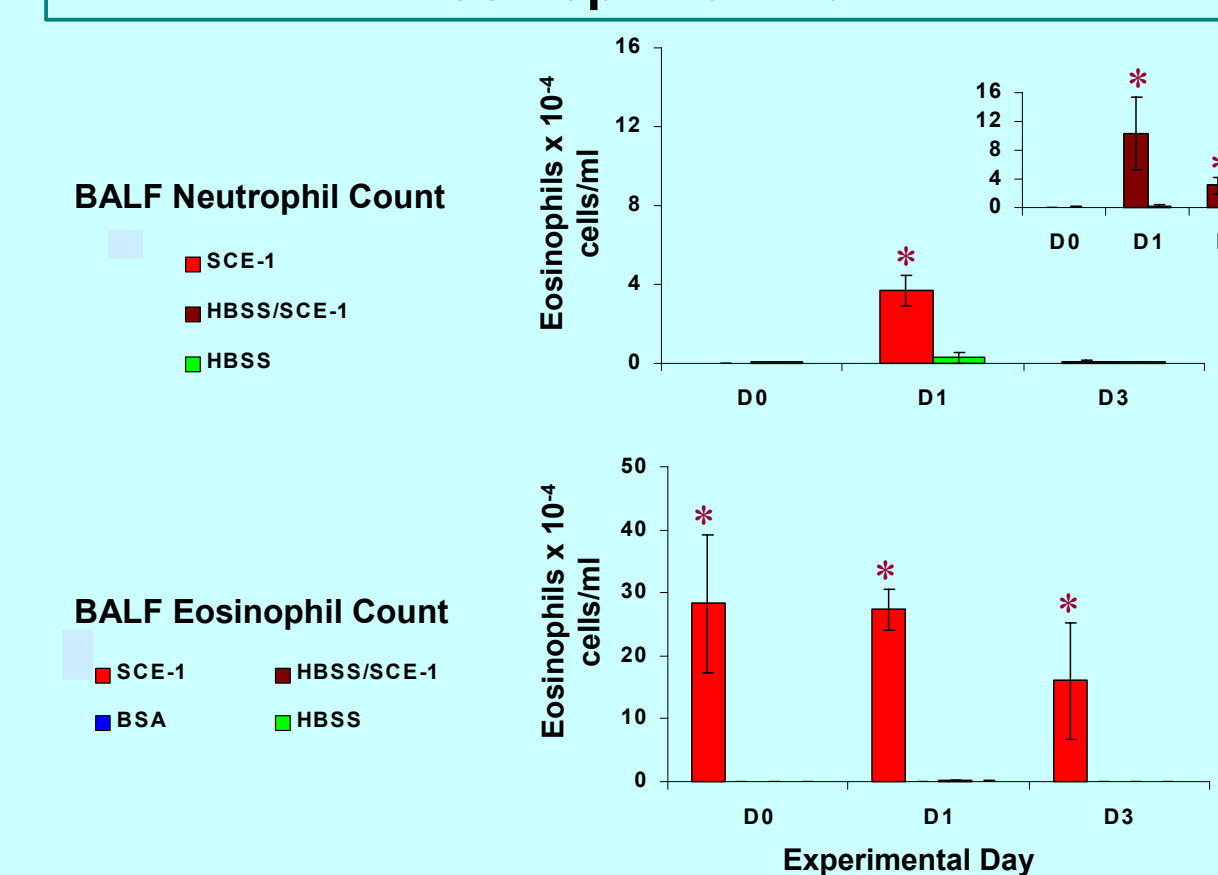 BALF Neutrophil Count
SCE-1
HBSS/SCE-1
HBSS
Eosinophils x 10-4
cells/ml
16
12
8
4
0
D0 D1 D3
*
16
12
8
4
0
D0 D1
*
*
BALF Eosinophil Count
SCE-1 HBSS/SCE-1
BSA HBSS
Eosinophils x 10-4
cells/ml
50
40
30
20
10
0
* * *
D0 D1 D3
Experimental Day